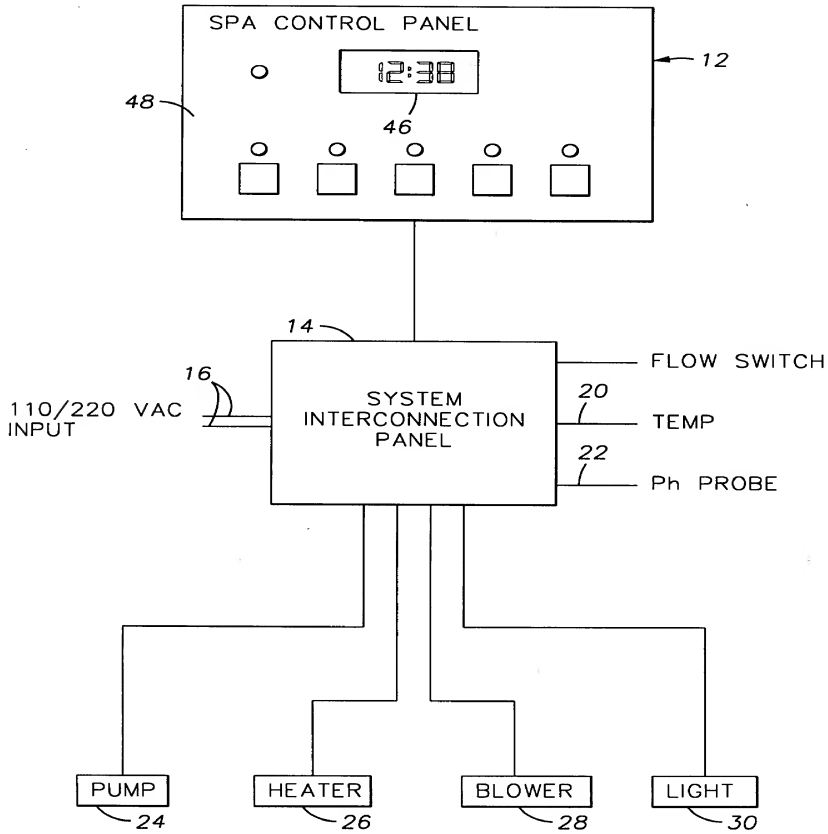 SPA CONTROL PANEL
12:38
12
48
46
14
16
110/220 VAC
INPUT
SYSTEM
INTERCONNECTION
PANEL
FLOW SWITCH
20
TEMP
22
Ph PROBE
PUMP
HEATER
BLOWER
LIGHT
24
26
28
30